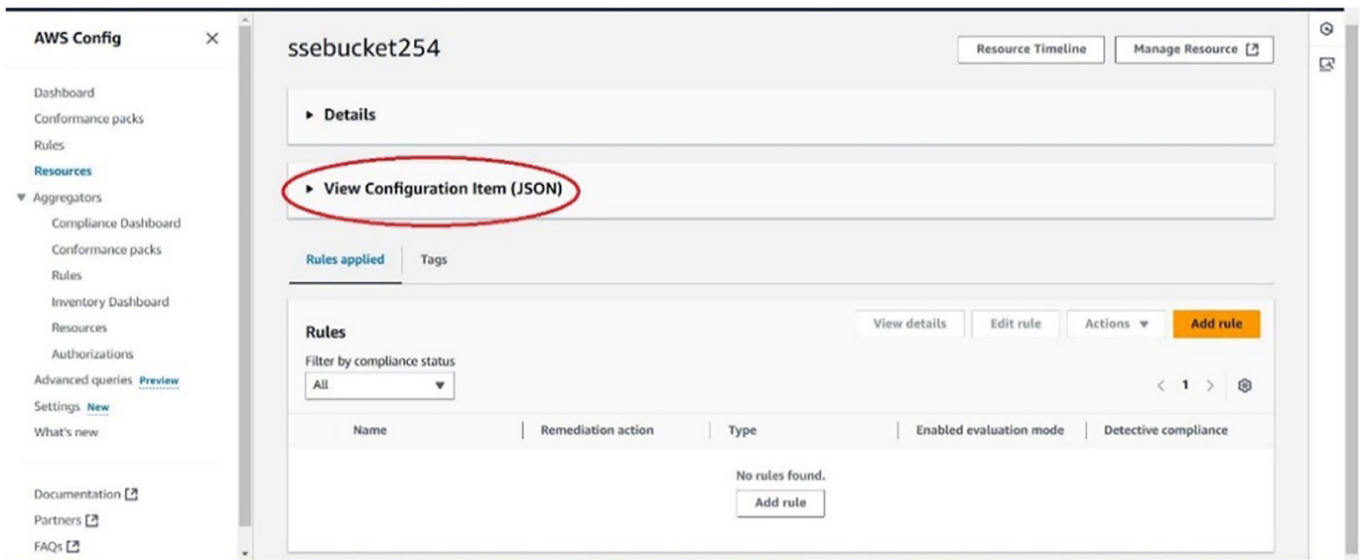 AWS Config
Dashboard
Conformance packs
Rules
Resources
Aggregators
Compliance Dashboard
Conformance packs
Rules
Inventory Dashboard
Resources
Authorizations
Advanced queries Preview
Settings New
What's new
Documentation
Partners
FAQs
ssebucket254
Resource Timeline
Manage Resource
Details
View Configuration Item (JSON)
Rules applied
Tags
Rules
View details
Edit rule
Actions
Add rule
Filter by compliance status
All
1
Name
Remediation action
Type
Enabled evaluation mode
Detective compliance
No rules found.
Add rule